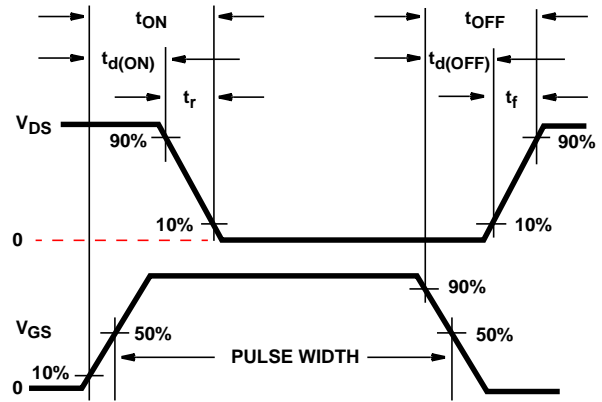 tON tOFF
td(ON) td(OFF)
tr tf
VDS
90% 90%
10% 10%
0
90%
VGS 50% PULSE WIDTH 50%
10%
0